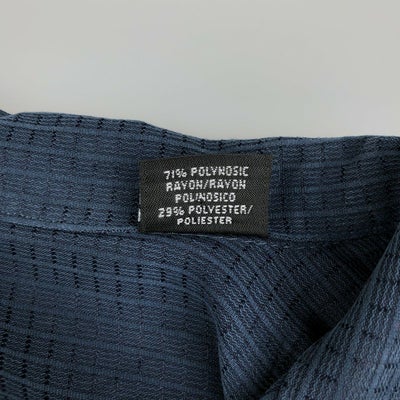 71% POLYNOSIC
RAYON/RAYON
POLINOSICO
29% POLYESTER/
POLIESTER